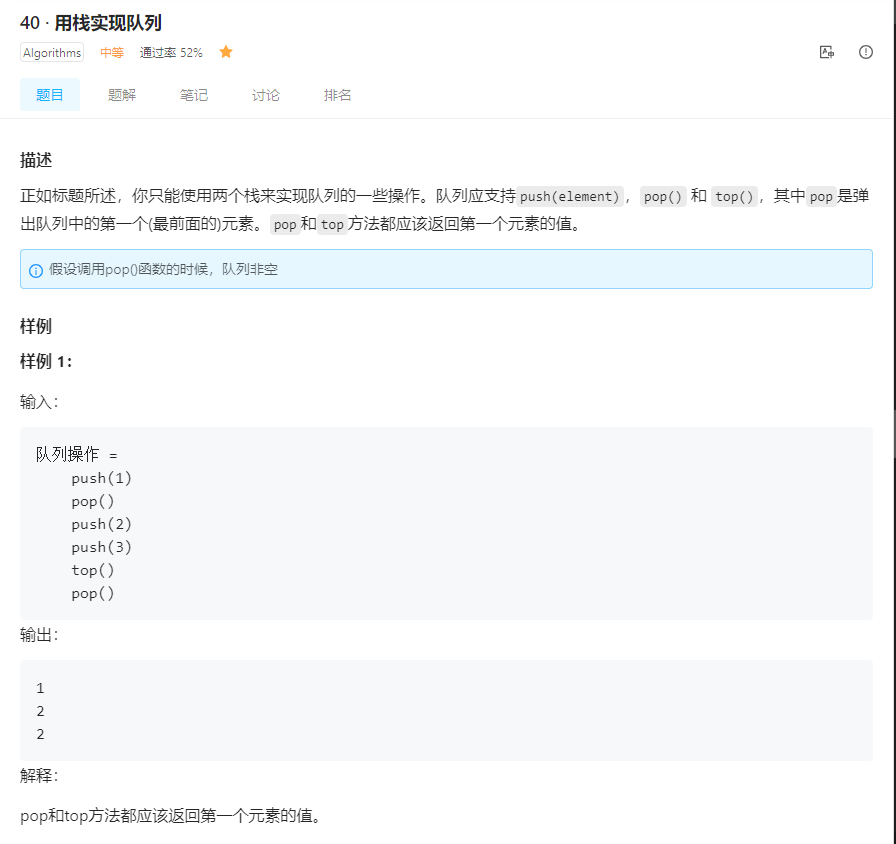 40 · 用栈实现队列
Algorithms 中等 通过率 52%
题目 题解 笔记 讨论 排名
描述
正如标题所述，你只能使用两个栈来实现队列的一些操作。队列应支持push(element)，pop() 和 top()，其中pop是弹
出队列中的第一个(最前面的)元素。pop和top方法都应该返回第一个元素的值。
假设调用pop()函数的时候，队列非空
样例
样例 1：
输入：
队列操作 =
push(1)
pop()
push(2)
push(3)
top()
pop()
输出：
1
2
2
解释：
pop和top方法都应该返回第一个元素的值。